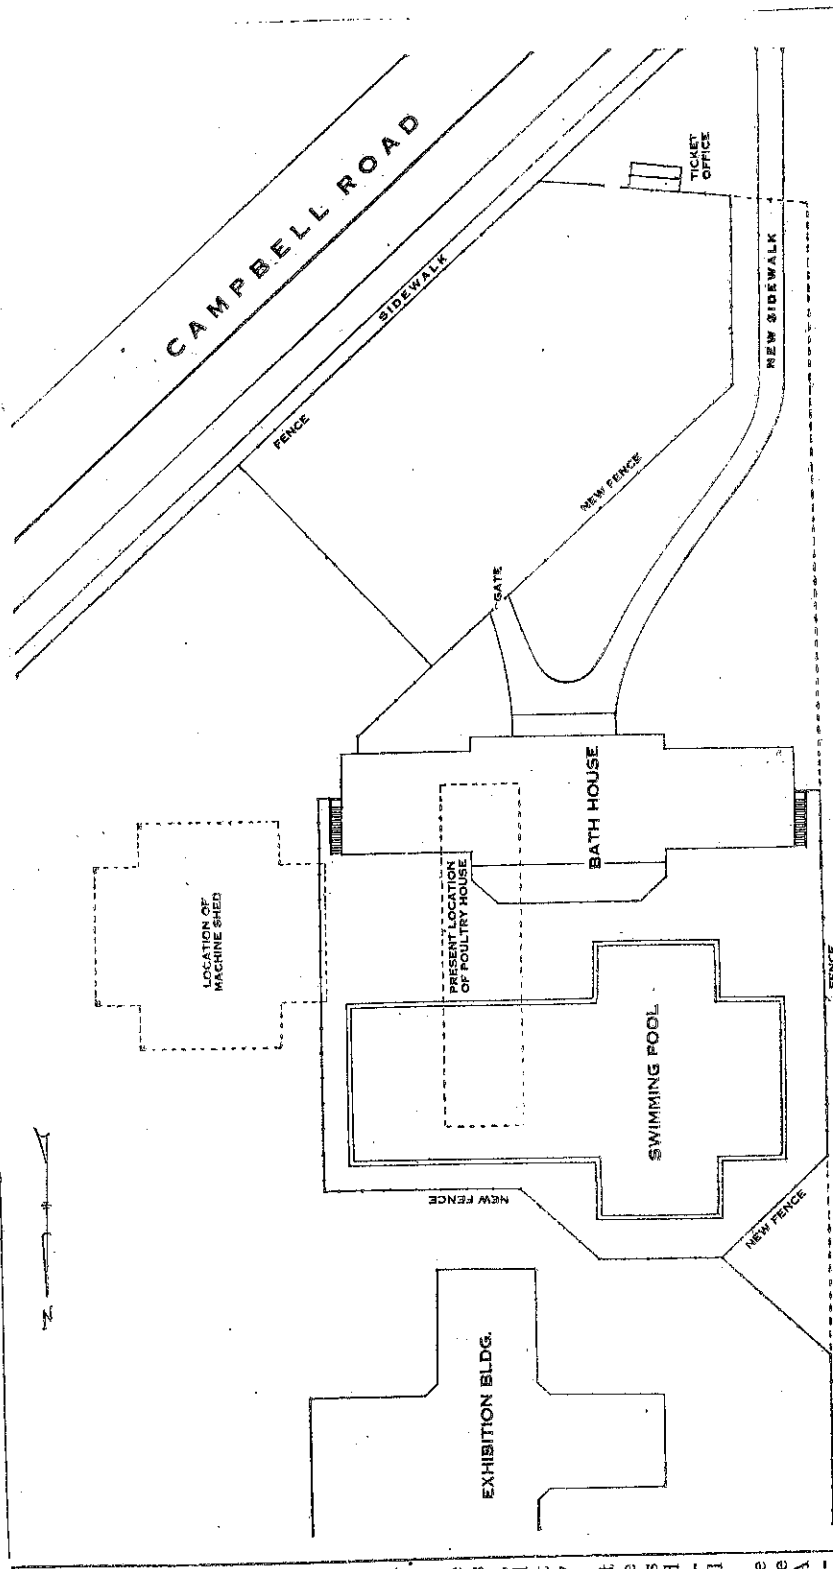 CAMPBELL ROAD
TICKET
OFFICE
SIDEWALK
NEW SIDEWALK
FENCE
NEW FENCE
GATE
BATH HOUSE
LOCATION OF
MACHINE SHED
PRESENT LOCATION
OF POULTRY HOUSE
FENCE
SWIMMING POOL
N
NEW FENCE
NEW FENCE
EXHIBITION BLDG.